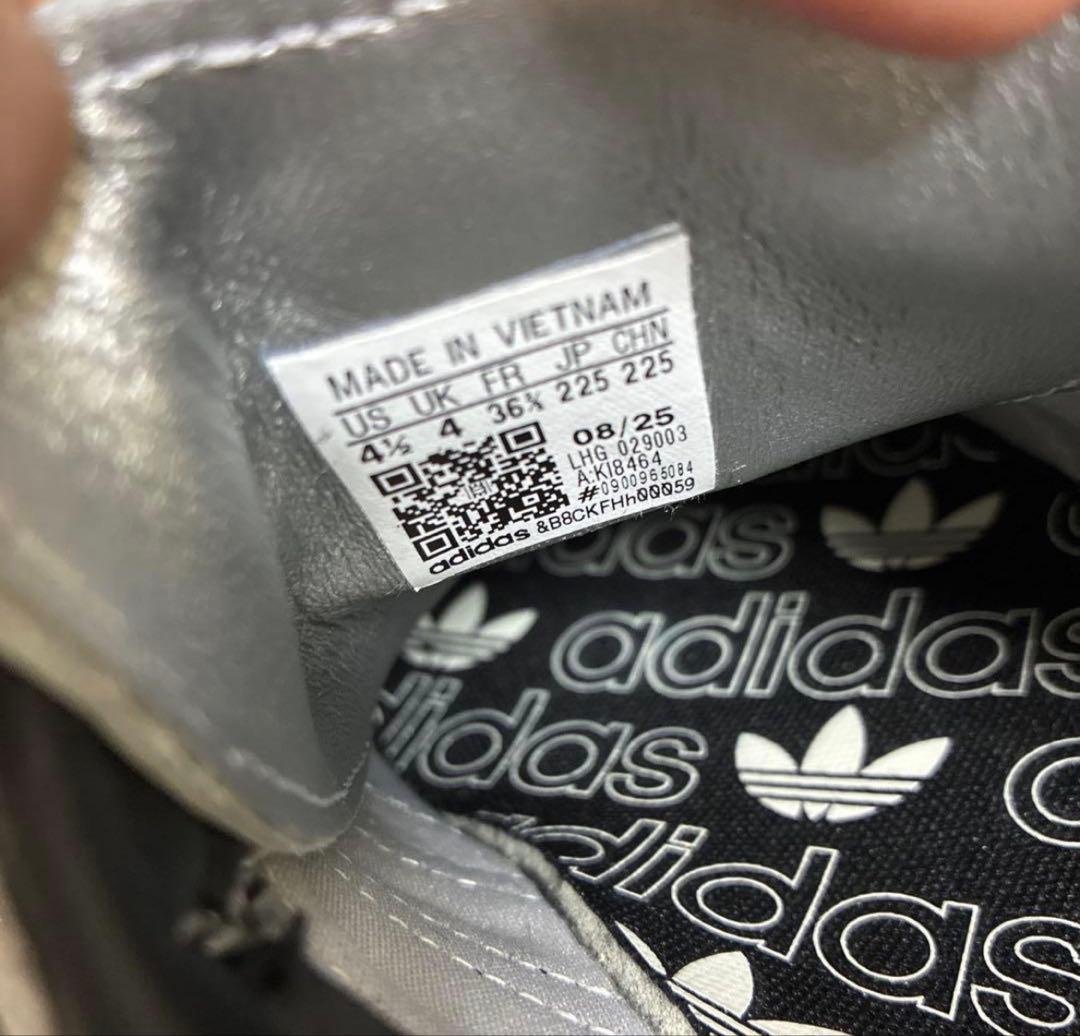 MADE IN VIETNAM
US UK FR JP CHN
4½ 4 36⅔ 225 225
08/25
LHG 029003
A:KI8464
#0900965084
&B8CKFHh00059
adidas
adidas
adidas
adidas
adidas